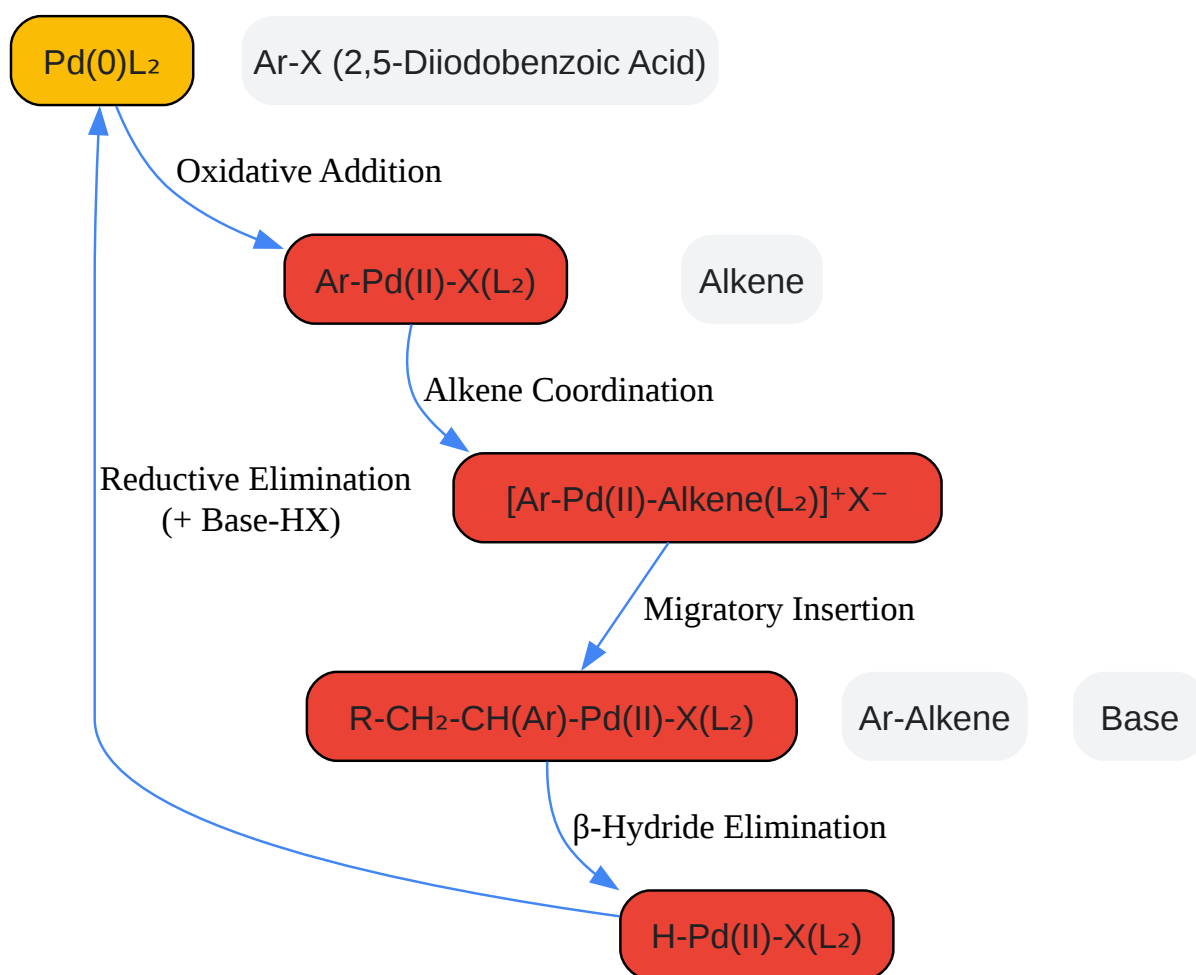 Pd(0)L₂
Ar-X (2,5-Diiodobenzoic Acid)
Oxidative Addition
Ar-Pd(II)-X(L₂)
Alkene
Alkene Coordination
Reductive Elimination
(+ Base-HX)
[Ar-Pd(II)-Alkene(L₂)]⁺X⁻
Migratory Insertion
R-CH₂-CH(Ar)-Pd(II)-X(L₂)
Ar-Alkene
Base
β-Hydride Elimination
H-Pd(II)-X(L₂)